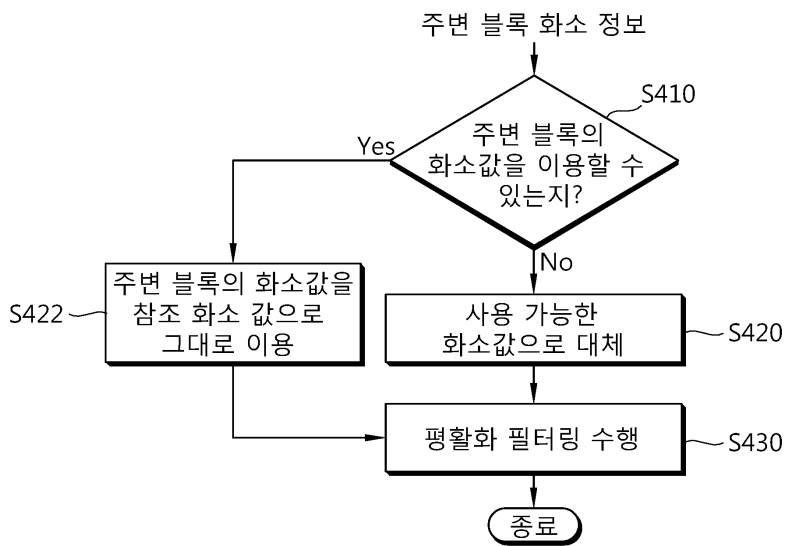 주변 블록 화소 정보
S410
주변 블록의
화소값을 이용할 수
있는지?
Yes
No
주변 블록의 화소값을
참조 화소 값으로
그대로 이용
S422
사용 가능한
화소값으로 대체
S420
평활화 필터링 수행
S430
종료